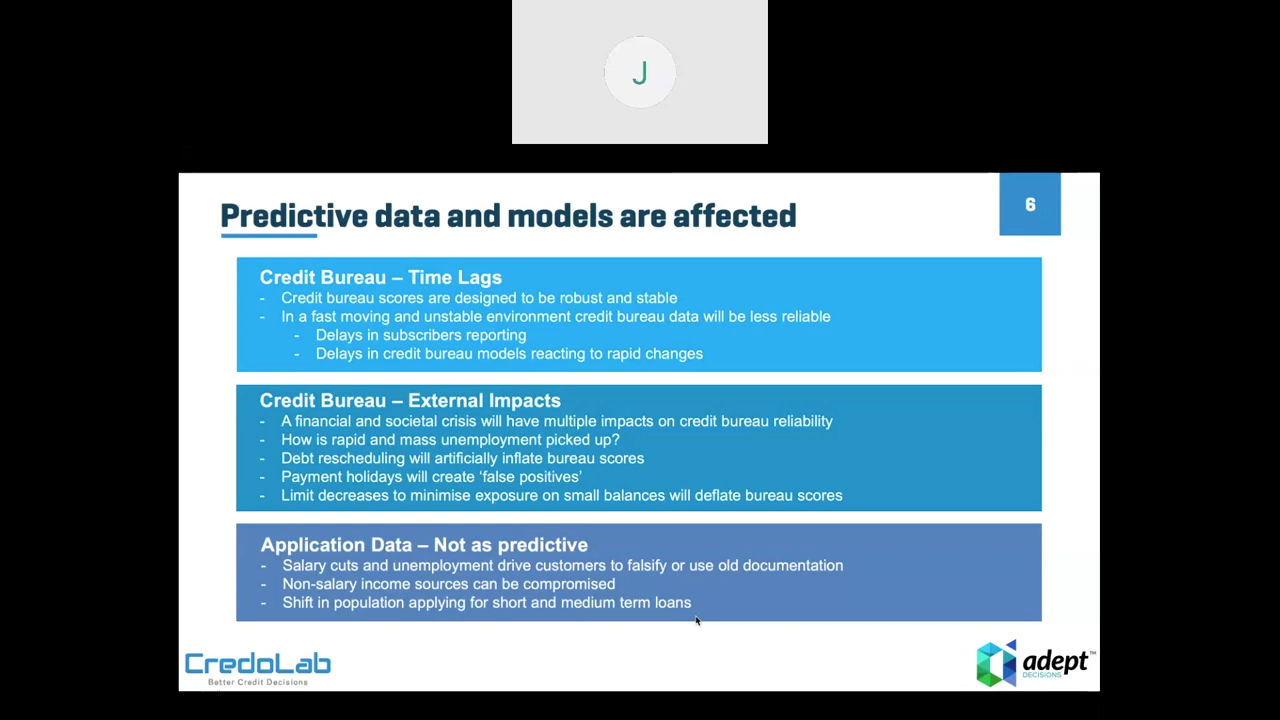 J
Predictive data and models are affected
6
Credit Bureau – Time Lags
- Credit bureau scores are designed to be robust and stable
- In a fast moving and unstable environment credit bureau data will be less reliable
- Delays in subscribers reporting
- Delays in credit bureau models reacting to rapid changes
Credit Bureau – External Impacts
- A financial and societal crisis will have multiple impacts on credit bureau reliability
- How is rapid and mass unemployment picked up?
- Debt rescheduling will artificially inflate bureau scores
- Payment holidays will create ‘false positives’
- Limit decreases to minimise exposure on small balances will deflate bureau scores
Application Data – Not as predictive
- Salary cuts and unemployment drive customers to falsify or use old documentation
- Non-salary income sources can be compromised
- Shift in population applying for short and medium term loans
CredoLab
Better Credit Decisions
adept™
DECISIONS